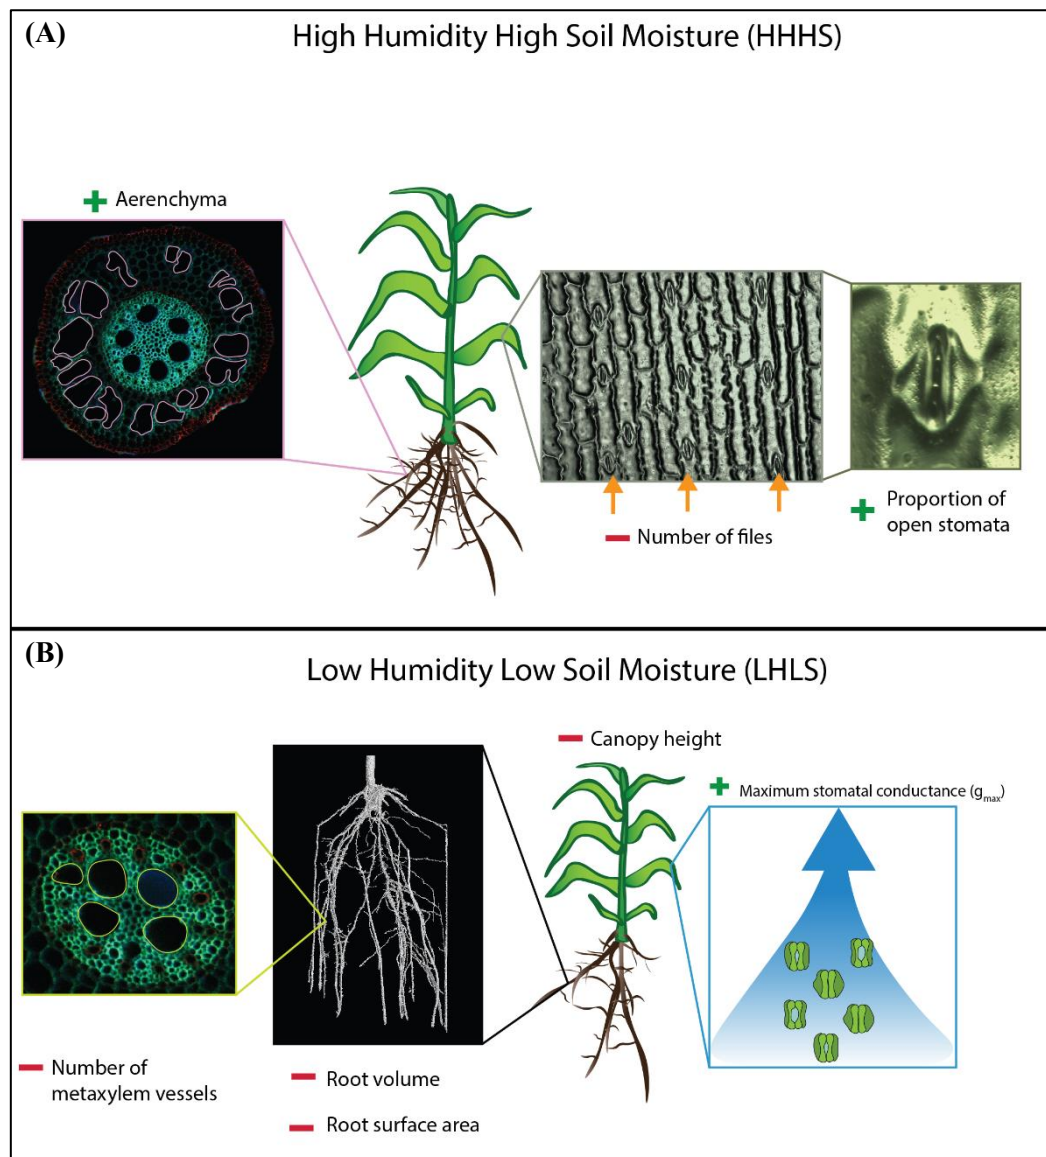 (A)
High Humidity High Soil Moisture (HHHS)
Aerenchyma
Proportion of
open stomata
Number of files
(B)
Low Humidity Low Soil Moisture (LHLS)
Canopy height
Maximum stomatal conductance (gmax)
Number of
metaxylem vessels
Root volume
Root surface area